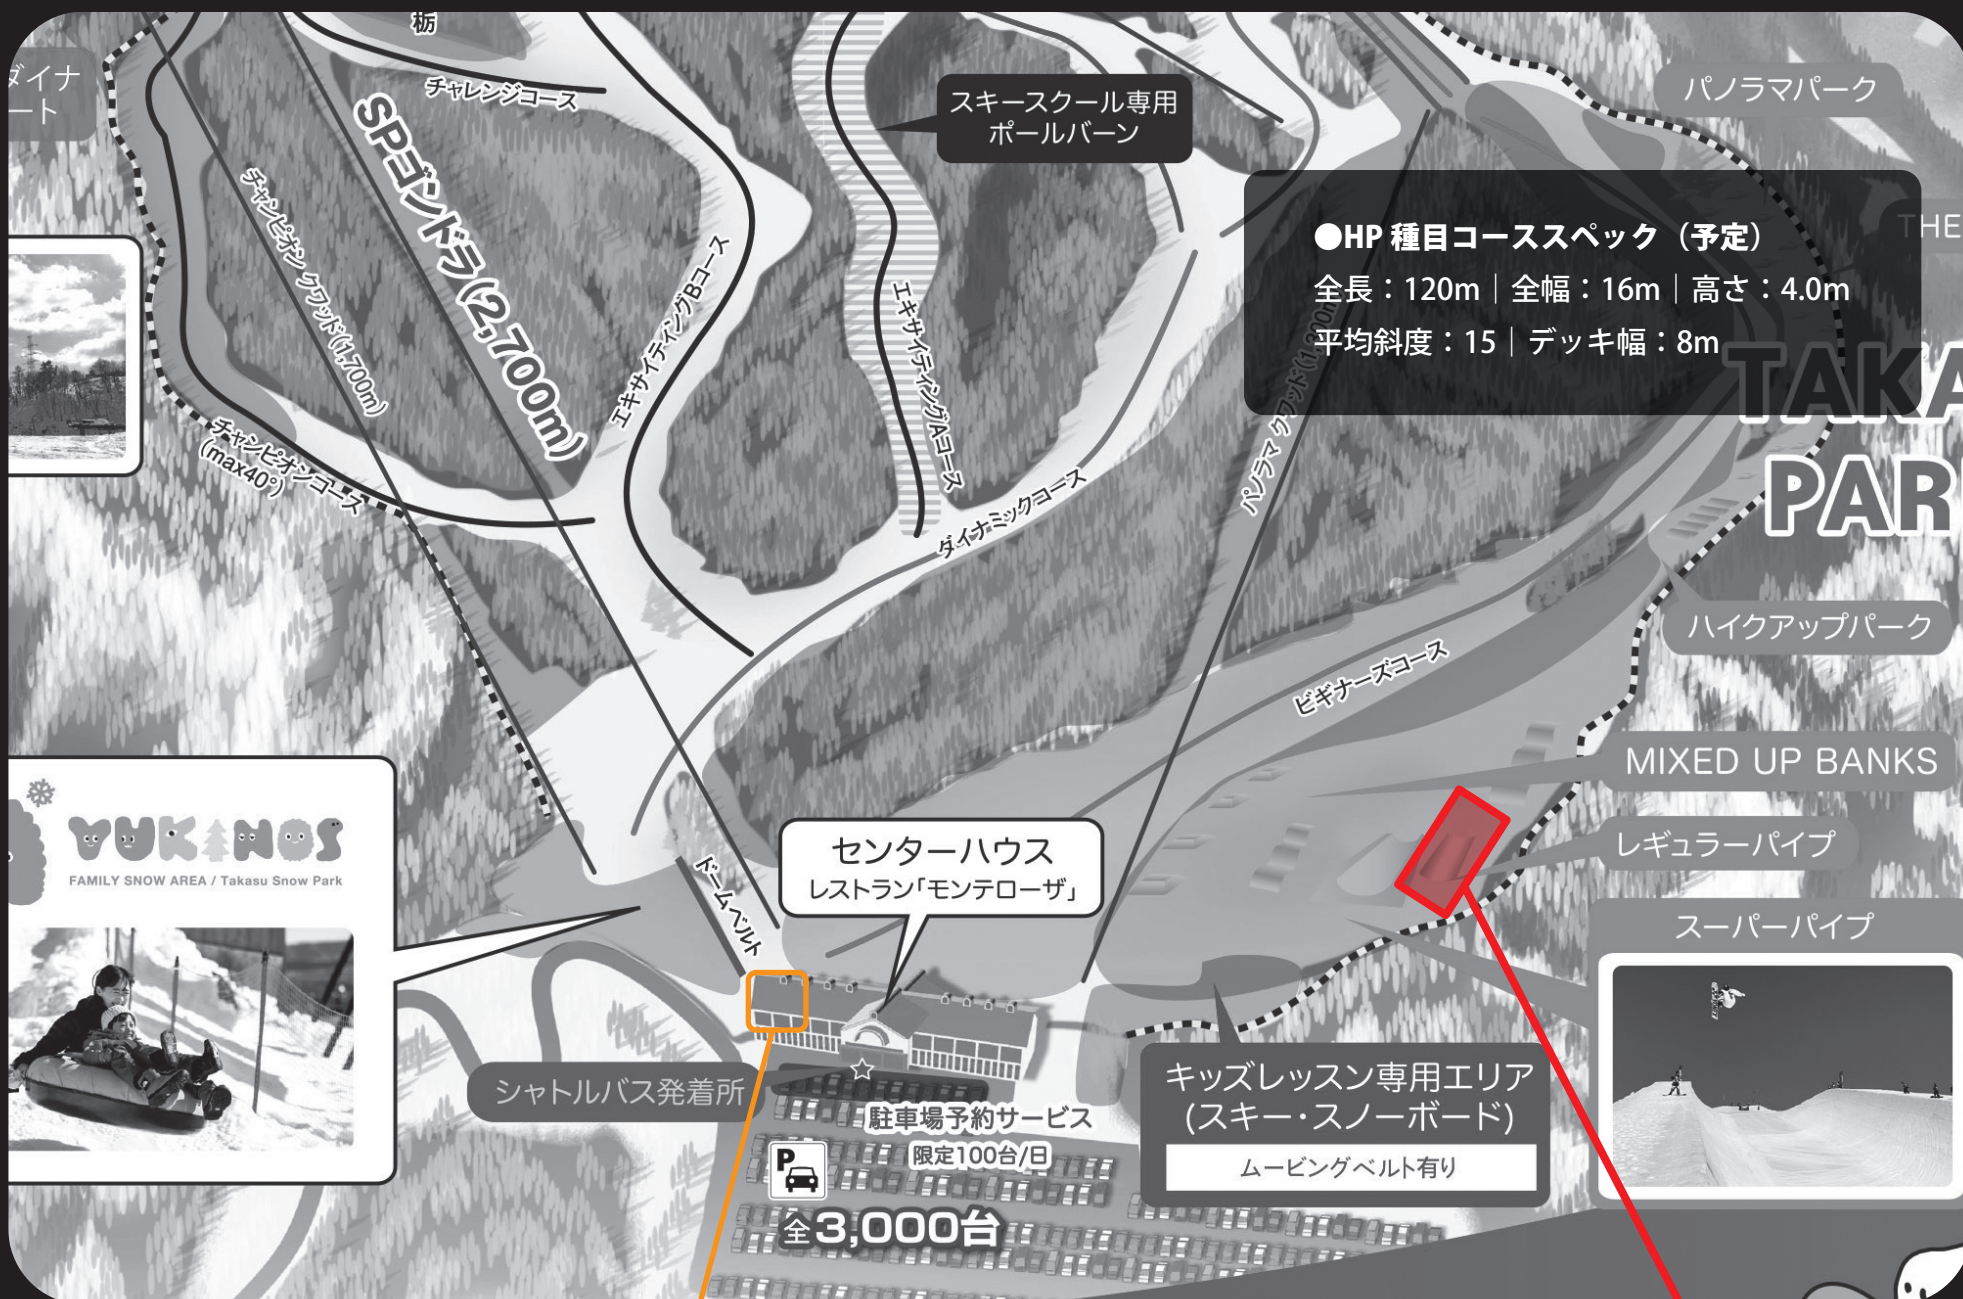 栃
ダイナ
ート
チャレンジコース
スキースクール専用
ポールバーン
パノラマパーク
SPゴンドラ(2,700m)
チャンピオン クワッド(1,700m)
THE
●HP 種目コーススペック（予定）
全長：120m｜全幅：16m｜高さ：4.0m
平均斜度：15｜デッキ幅：8m
エキサイティングBコース
エキサイティングAコース
TAKA
PAR
チャンピオンコース
(max40°)
ダイナミックコース
パノラマ クワッド(1,
ハイクアップパーク
ビギナーズコース
MIXED UP BANKS
レギュラーパイプ
YUKINOS
FAMILY SNOW AREA / Takasu Snow Park
センターハウス
レストラン「モンテローザ」
ドームベルト
スーパーパイプ
シャトルバス発着所
キッズレッスン専用エリア
(スキー・スノーボード)
ムービングベルト有り
駐車場予約サービス
限定100台/日
P
全3,000台